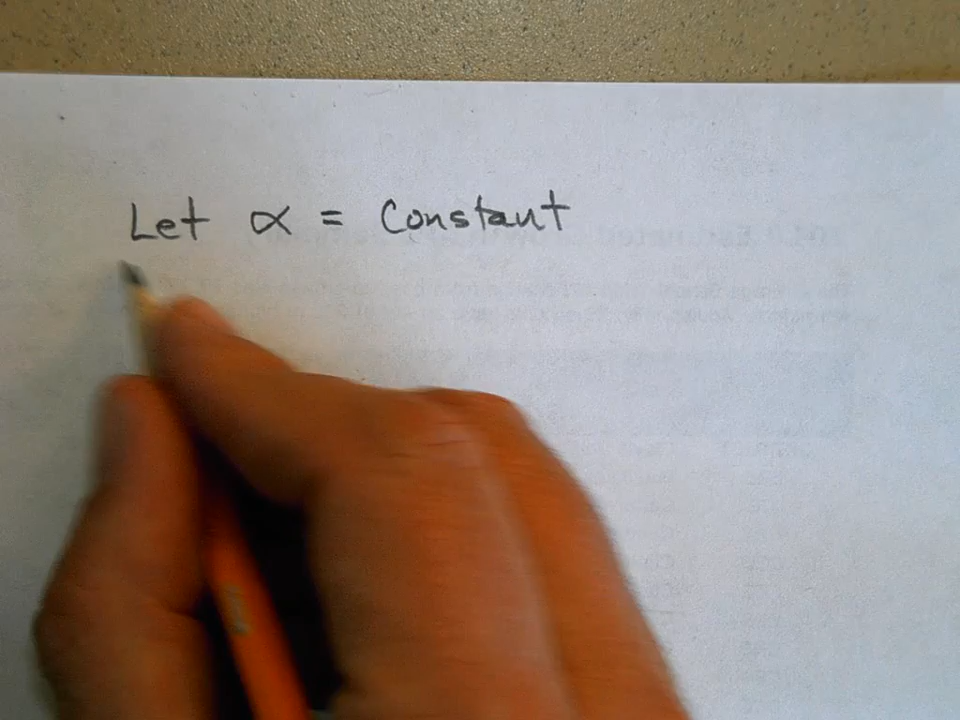 Let α = Constant